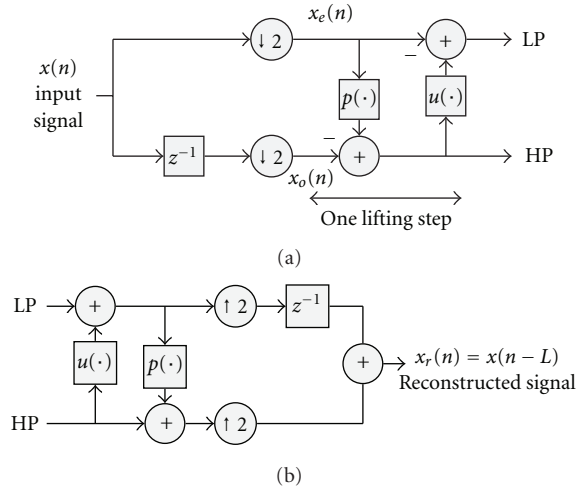 x_e(n)
↓ 2
+
LP
−
x(n)
input
signal
p(·)
u(·)
z⁻¹
↓ 2
−
+
HP
x_o(n)
One lifting step
(a)
LP
+
↑ 2
z⁻¹
u(·)
p(·)
+
x_r(n) = x(n − L)
Reconstructed signal
HP
+
↑ 2
(b)